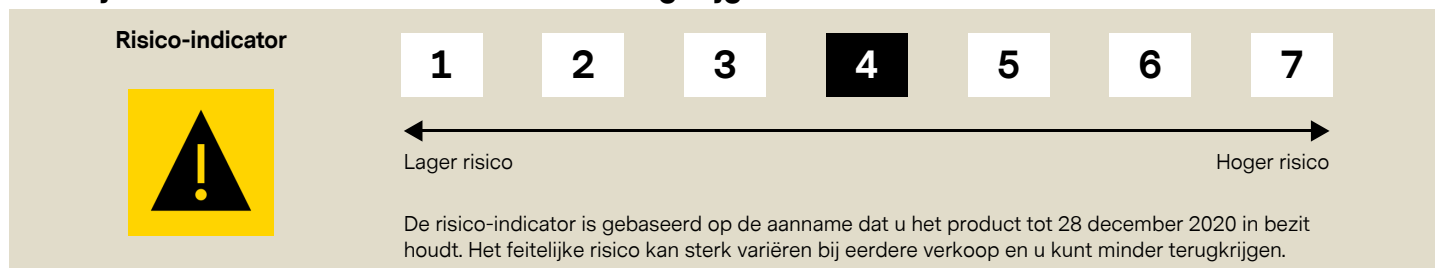 Risico-indicator
1 2 3 4 5 6 7
Lager risico Hoger risico
De risico-indicator is gebaseerd op de aanname dat u het product tot 28 december 2020 in bezit
houdt. Het feitelijke risico kan sterk variëren bij eerdere verkoop en u kunt minder terugkrijgen.